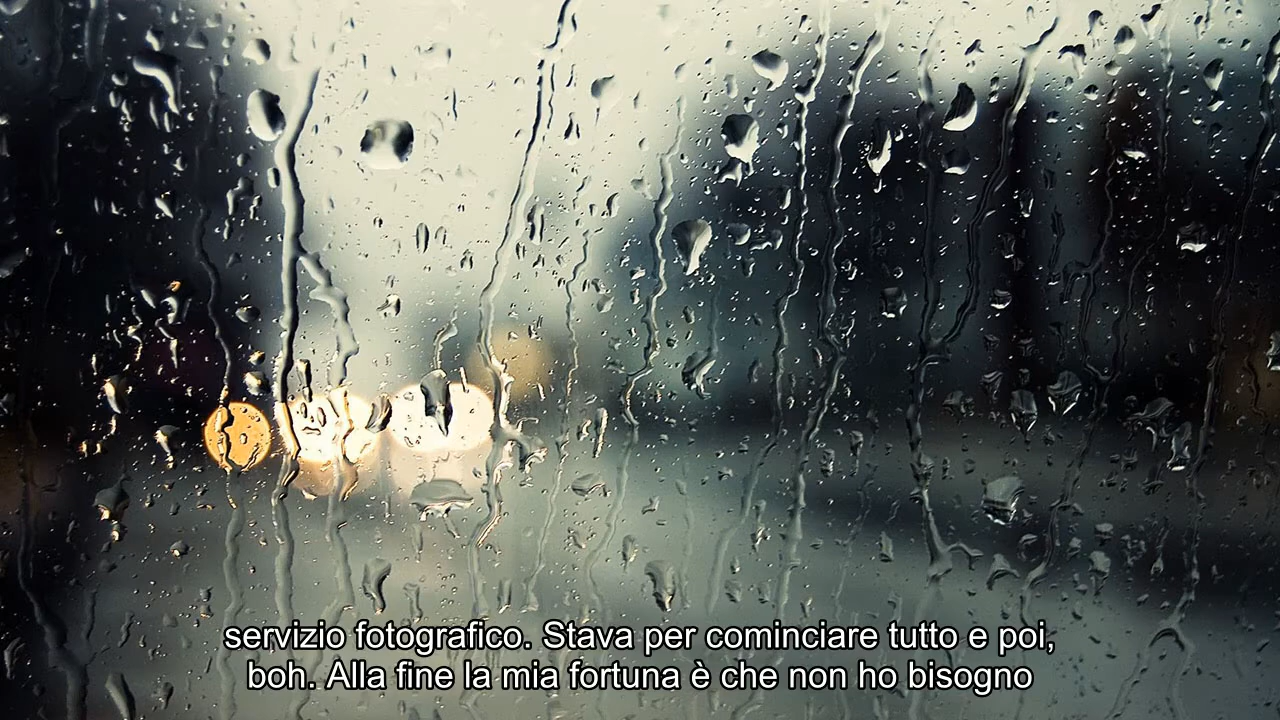 servizio fotografico. Stava per cominciare tutto e poi,
boh. Alla fine la mia fortuna è che non ho bisogno